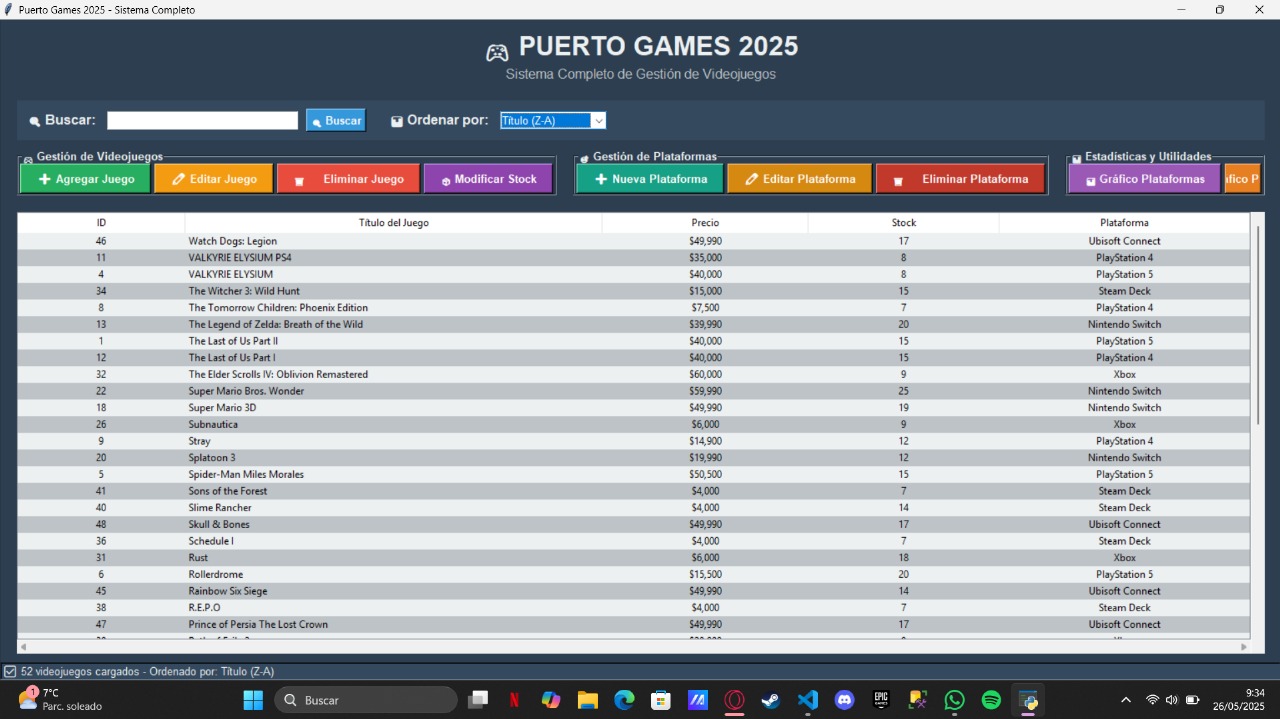 Puerto Games 2025 - Sistema Completo
PUERTO GAMES 2025
Sistema Completo de Gestión de Videojuegos
Buscar: Buscar Ordenar por: Título (Z-A)
Gestión de Videojuegos Gestión de Plataformas Estadísticas y Utilidades
Agregar Juego Editar Juego Eliminar Juego Modificar Stock Nueva Plataforma Editar Plataforma Eliminar Plataforma Gráfico Plataformas
ID Título del Juego Precio Stock Plataforma
46 Watch Dogs: Legion $49,990 17 Ubisoft Connect
11 VALKYRIE ELYSIUM PS4 $35,000 8 PlayStation 4
4 VALKYRIE ELYSIUM $40,000 8 PlayStation 5
34 The Witcher 3: Wild Hunt $15,000 15 Steam Deck
8 The Tomorrow Children: Phoenix Edition $7,500 7 PlayStation 4
13 The Legend of Zelda: Breath of the Wild $39,990 20 Nintendo Switch
1 The Last of Us Part II $40,000 15 PlayStation 5
12 The Last of Us Part I $40,000 15 PlayStation 4
32 The Elder Scrolls IV: Oblivion Remastered $60,000 9 Xbox
22 Super Mario Bros. Wonder $59,990 25 Nintendo Switch
18 Super Mario 3D $49,990 19 Nintendo Switch
26 Subnautica $6,000 9 Xbox
9 Stray $14,900 12 PlayStation 4
20 Splatoon 3 $19,990 12 Nintendo Switch
5 Spider-Man Miles Morales $50,500 15 PlayStation 5
41 Sons of the Forest $4,000 7 Steam Deck
40 Slime Rancher $4,000 14 Steam Deck
48 Skull & Bones $49,990 17 Ubisoft Connect
36 Schedule I $4,000 7 Steam Deck
31 Rust $6,000 18 Xbox
6 Rollerdrome $15,500 20 PlayStation 5
45 Rainbow Six Siege $49,990 14 Ubisoft Connect
38 R.E.P.O $4,000 7 Steam Deck
47 Prince of Persia The Lost Crown $49,990 17 Ubisoft Connect
52 videojuegos cargados - Ordenado por: Título (Z-A)
1 7°C
Parc. soleado
Buscar
EPIC GAMES
9:34
26/05/2025